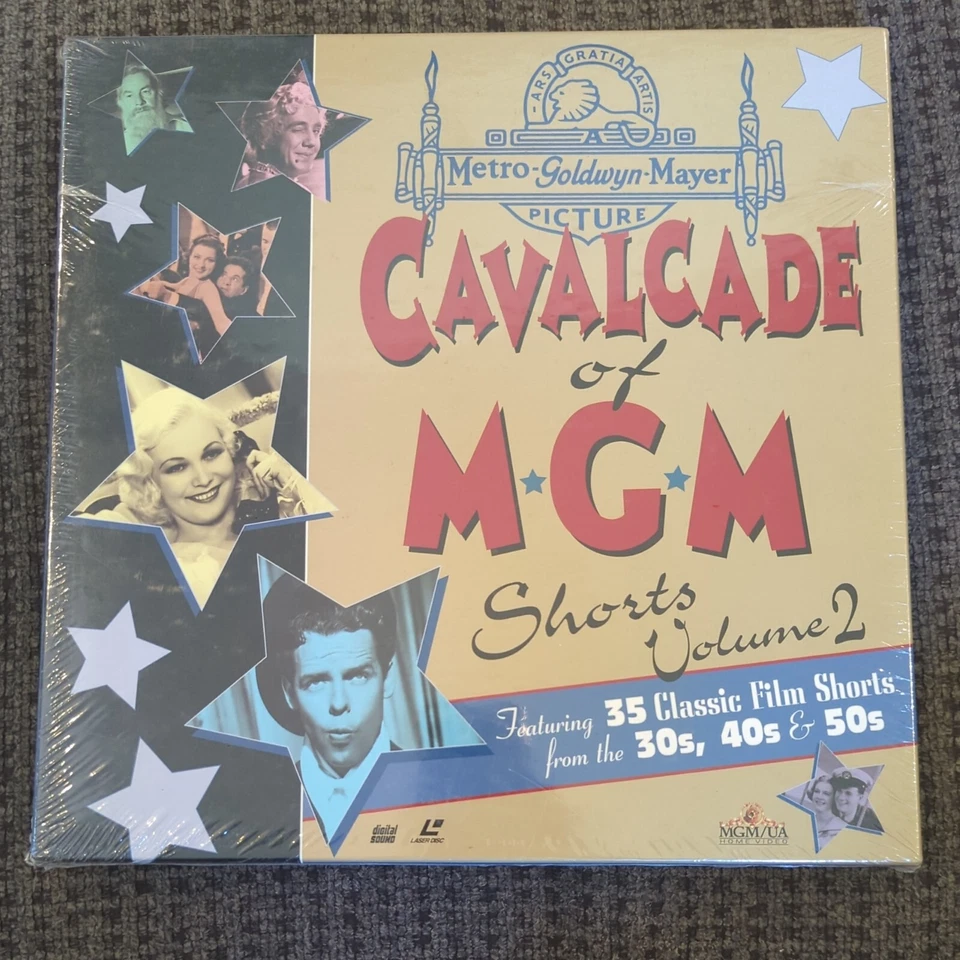 ARS GRATIA ARTIS
Metro-Goldwyn-Mayer
PICTURE
CAVALCADE
of
M★G★M
Shorts
Volume 2
Featuring 35 Classic Film Shorts
from the 30s, 40s & 50s
digital SOUND
LASER DISC
MGM/UA
HOME VIDEO